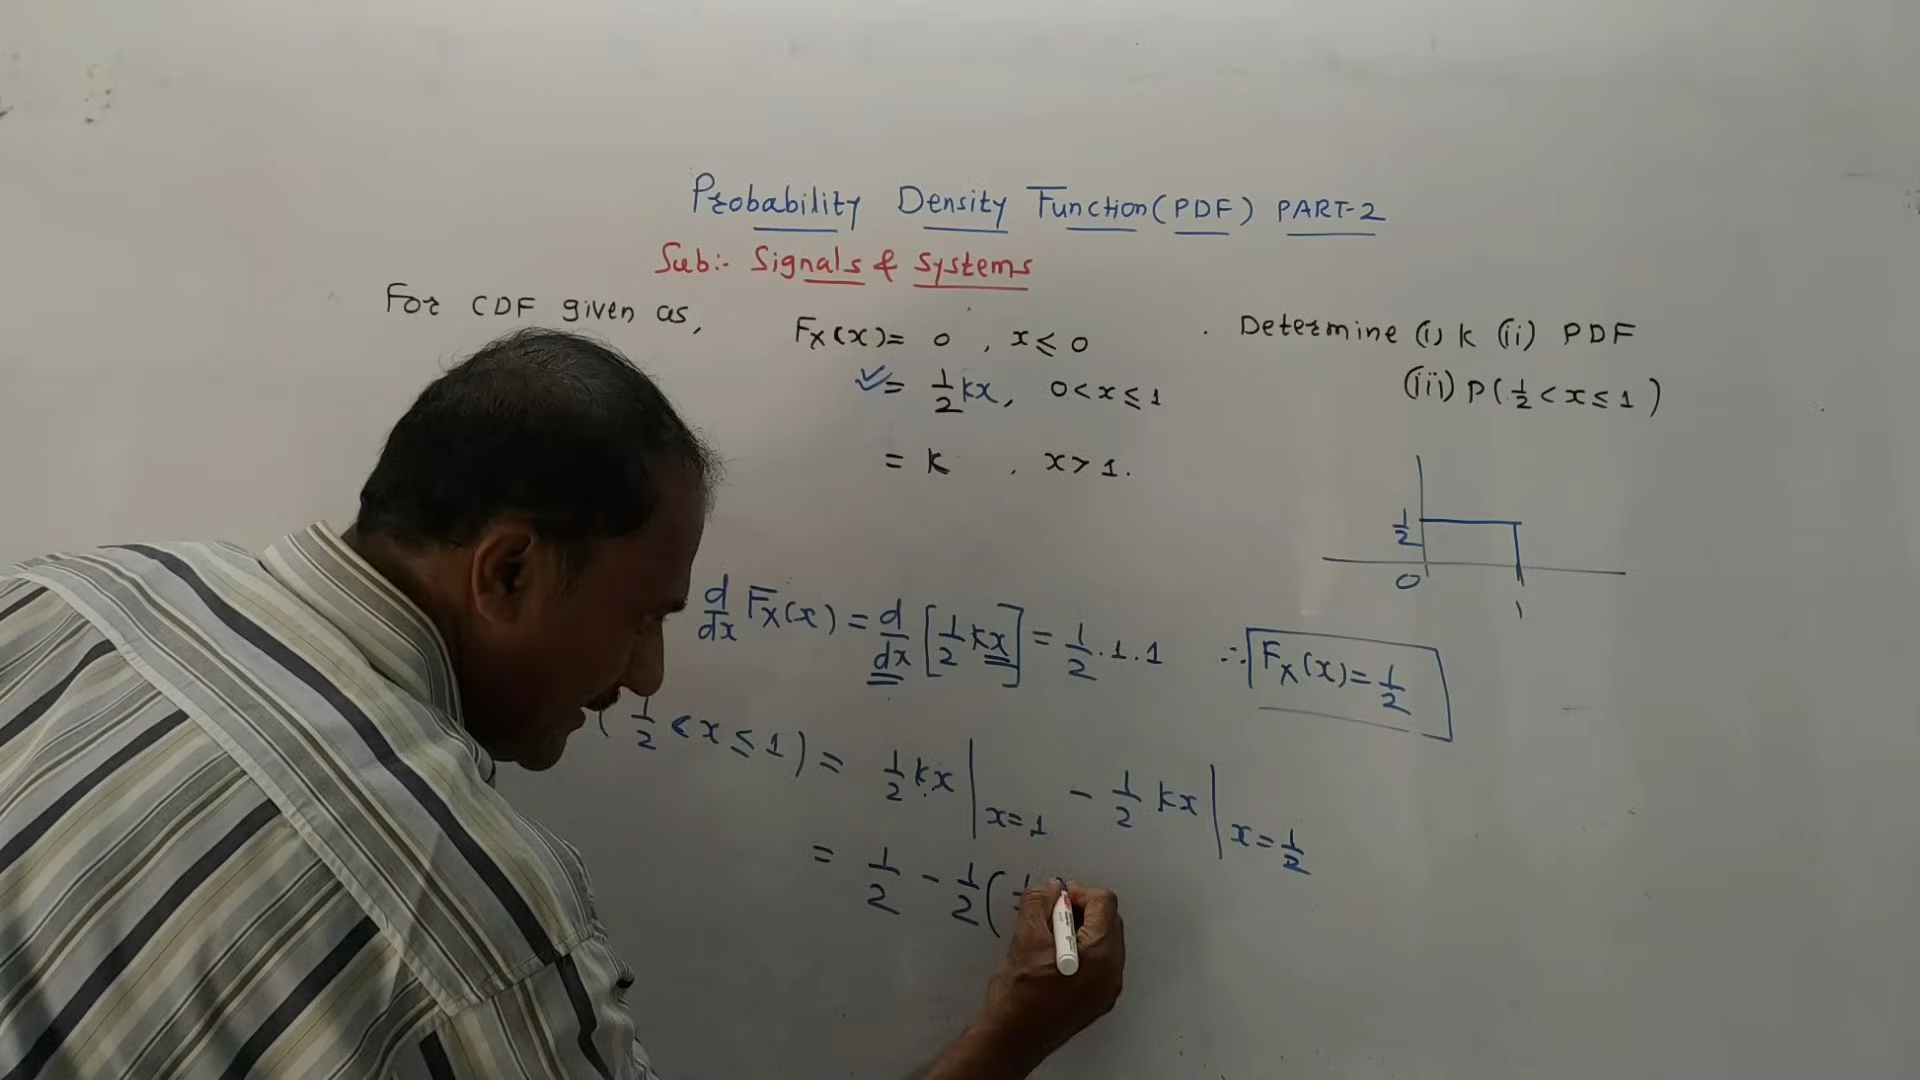 Probability Density Function (PDF) PART-2
Sub:- Signals & Systems
For CDF given as,
Fx(x)= 0 , x≤0
= 1/2 kx, 0<x≤1
= k , x>1.
Determine (i) k (ii) PDF
(iii) P(1/2<x≤1)
1/2
0
1
d/dx Fx(x) = d/dx [1/2 kx] = 1/2 . 1 . 1 ∴ Fx(x)=1/2
(1/2<x≤1) = 1/2 kx | x=1 - 1/2 kx | x=1/2
= 1/2 - 1/2 (